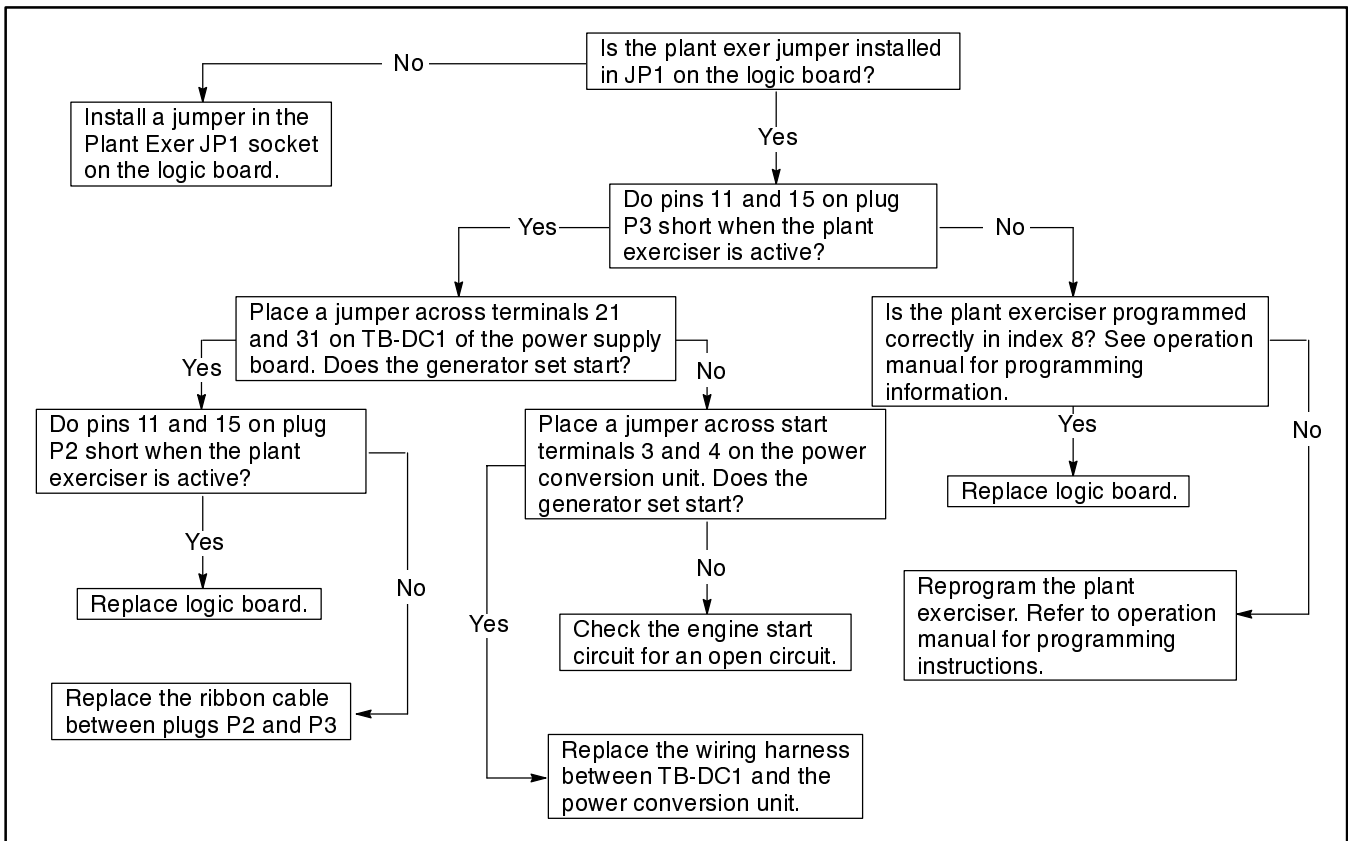 Is the plant exer jumper installed
in JP1 on the logic board?
No
Install a jumper in the
Plant Exer JP1 socket
on the logic board.
Yes
Do pins 11 and 15 on plug
P3 short when the plant
exerciser is active?
Yes
No
Place a jumper across terminals 21
and 31 on TB-DC1 of the power supply
board. Does the generator set start?
Is the plant exerciser programmed
correctly in index 8? See operation
manual for programming
information.
Yes
No
Do pins 11 and 15 on plug
P2 short when the plant
exerciser is active?
Place a jumper across start
terminals 3 and 4 on the power
conversion unit. Does the
generator set start?
Yes
No
Replace logic board.
Yes
Replace logic board.
No
No
Yes
Check the engine start
circuit for an open circuit.
Reprogram the plant
exerciser. Refer to operation
manual for programming
instructions.
Replace the ribbon cable
between plugs P2 and P3
Replace the wiring harness
between TB-DC1 and the
power conversion unit.